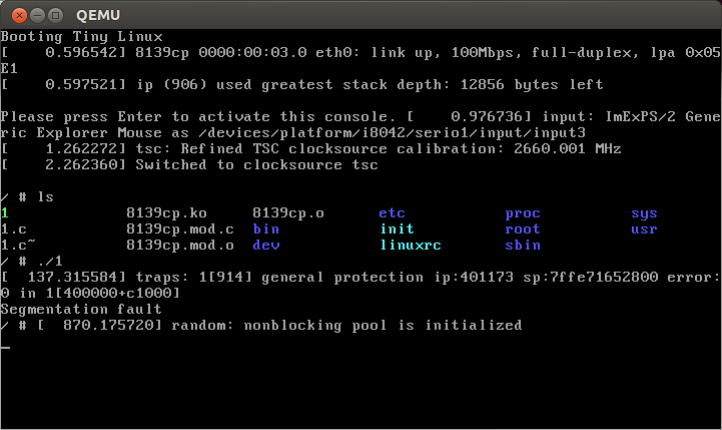 QEMU
Booting Tiny Linux
[    0.596542] 8139cp 0000:00:03.0 eth0: link up, 100Mbps, full-duplex, lpa 0x05
E1
[    0.597521] ip (906) used greatest stack depth: 12856 bytes left
Please press Enter to activate this console. [    0.976736] input: ImExPS/2 Gene
ric Explorer Mouse as /devices/platform/i8042/serio1/input/input3
[    1.262272] tsc: Refined TSC clocksource calibration: 2660.001 MHz
[    2.262360] Switched to clocksource tsc
/ # ls
1               8139cp.ko       8139cp.o        etc             proc            sys
1.c             8139cp.mod.c    bin             init            root            usr
1.c~            8139cp.mod.o    dev             linuxrc         sbin
/ # ./1
[  137.315584] traps: 1[914] general protection ip:401173 sp:7ffe71652800 error:
0 in 1[400000+c1000]
Segmentation fault
/ # [  870.175720] random: nonblocking pool is initialized